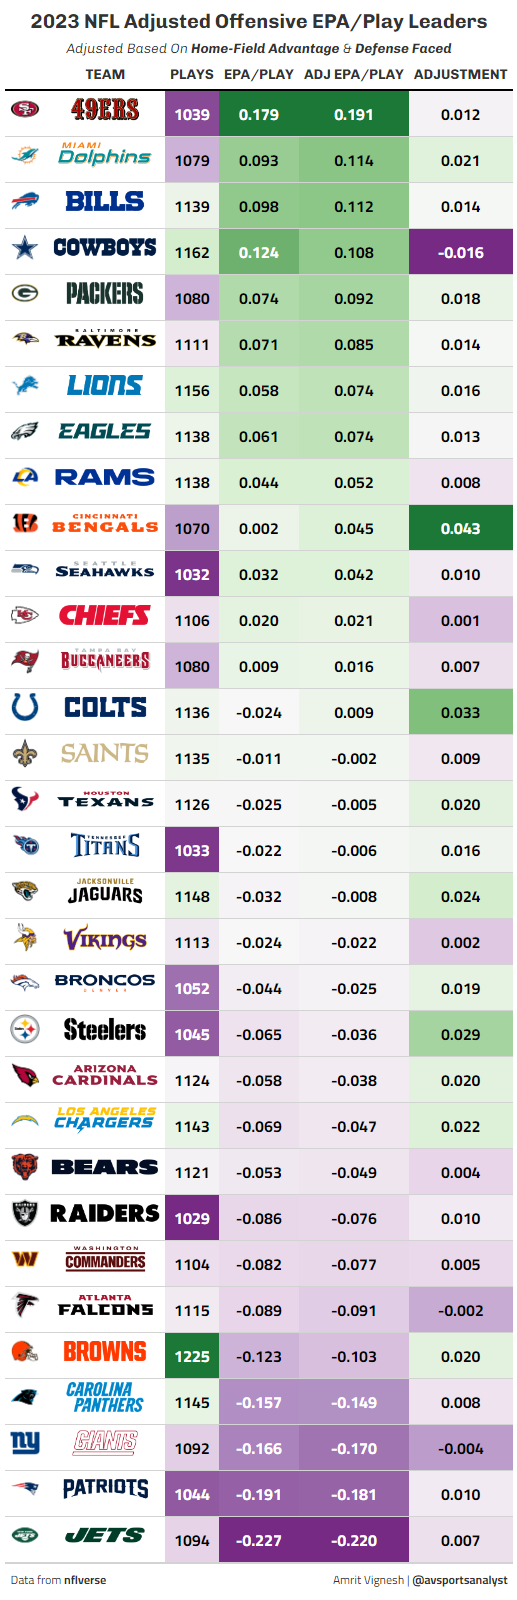 2023 NFL Adjusted Offensive EPA/Play Leaders
Adjusted Based On Home-Field Advantage & Defense Faced
TEAM PLAYS EPA/PLAY ADJ EPA/PLAY ADJUSTMENT
49ERS 1039 0.179 0.191 0.012
MIAMI
Dolphins 1079 0.093 0.114 0.021
BILLS 1139 0.098 0.112 0.014
COWBOYS 1162 0.124 0.108 -0.016
G PACKERS 1080 0.074 0.092 0.018
BALTIMORE
RAVENS 1111 0.071 0.085 0.014
LIONS 1156 0.058 0.074 0.016
EAGLES 1138 0.061 0.074 0.013
RAMS 1138 0.044 0.052 0.008
CINCINNATI
BENGALS 1070 0.002 0.045 0.043
SEATTLE
SEAHAWKS 1032 0.032 0.042 0.010
KC CHIEFS 1106 0.020 0.021 0.001
TAMPA BAY
BUCCANEERS 1080 0.009 0.016 0.007
COLTS 1136 -0.024 0.009 0.033
SAINTS 1135 -0.011 -0.002 0.009
HOUSTON
TEXANS 1126 -0.025 -0.005 0.020
TENNESSEE
TITANS 1033 -0.022 -0.006 0.016
JACKSONVILLE
JAGUARS 1148 -0.032 -0.008 0.024
VIKINGS 1113 -0.024 -0.022 0.002
BRONCOS 1052 -0.044 -0.025 0.019
DENVER
Steelers 1045 -0.065 -0.036 0.029
ARIZONA
CARDINALS 1124 -0.058 -0.038 0.020
LOS ANGELES
CHARGERS 1143 -0.069 -0.047 0.022
BEARS 1121 -0.053 -0.049 0.004
RAIDERS 1029 -0.086 -0.076 0.010
WASHINGTON
W COMMANDERS 1104 -0.082 -0.077 0.005
ATLANTA
FALCONS 1115 -0.089 -0.091 -0.002
BROWNS 1225 -0.123 -0.103 0.020
CAROLINA
PANTHERS 1145 -0.157 -0.149 0.008
ny GIANTS 1092 -0.166 -0.170 -0.004
PATRIOTS 1044 -0.191 -0.181 0.010
JETS JETS 1094 -0.227 -0.220 0.007
Data from nflverse Amrit Vignesh | @avsportsanalyst